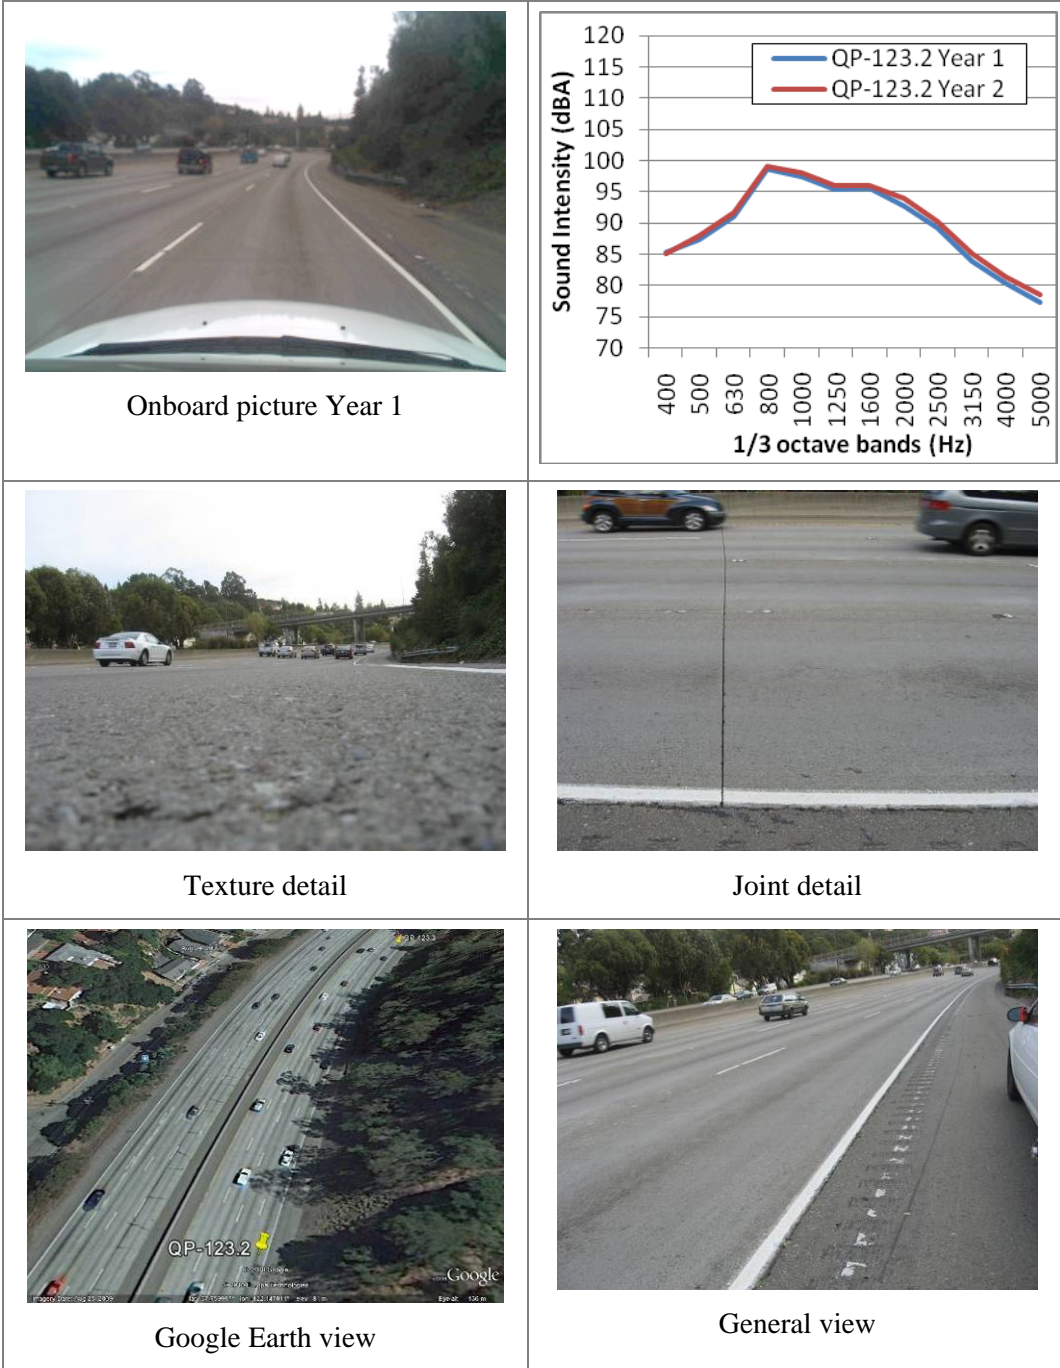 120
115
110
105
100
95
90
85
80
75
70
Sound Intensity (dBA)
QP-123.2 Year 1
QP-123.2 Year 2
400
500
630
800
1000
1250
1600
2000
2500
3150
4000
5000
1/3 octave bands (Hz)
Onboard picture Year 1
Texture detail
Joint detail
QP-123.2
Google
Google Earth view
General view